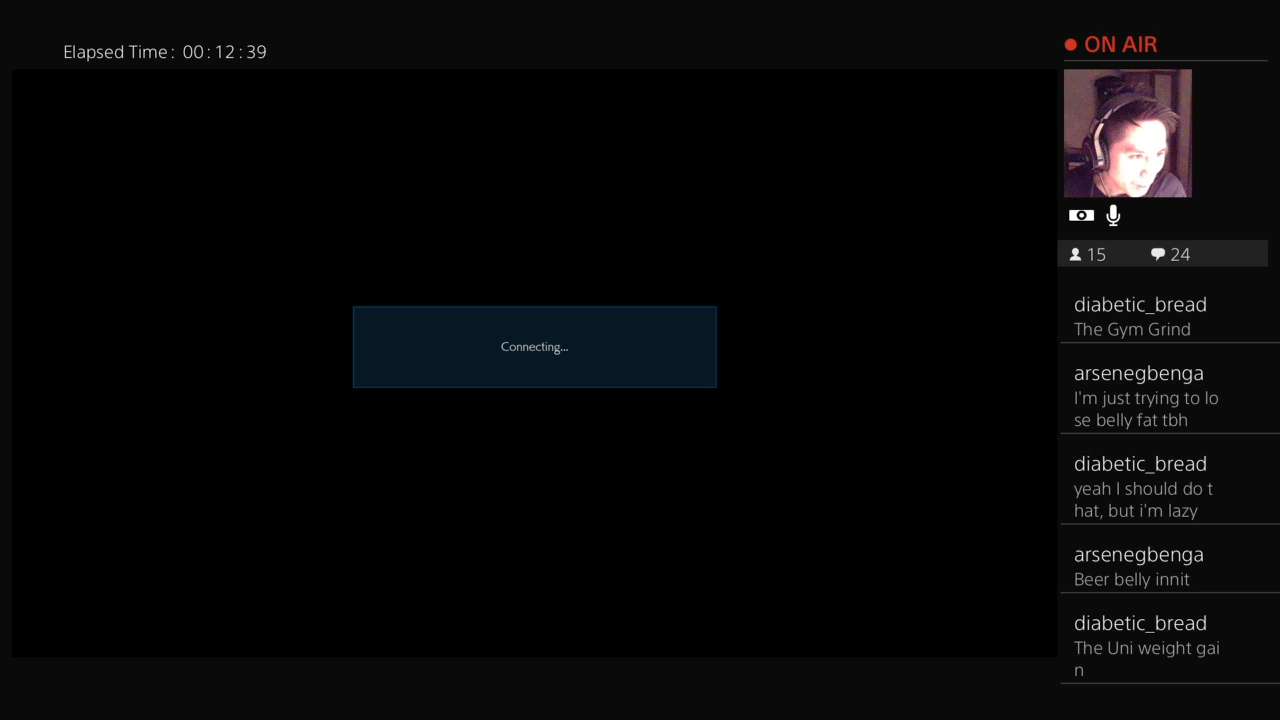 Elapsed Time: 00:12:39
ON AIR
15 24
Connecting...
diabetic_bread
The Gym Grind
arsenegbenga
I'm just trying to lo
se belly fat tbh
diabetic_bread
yeah I should do t
hat, but i'm lazy
arsenegbenga
Beer belly innit
diabetic_bread
The Uni weight gai
n